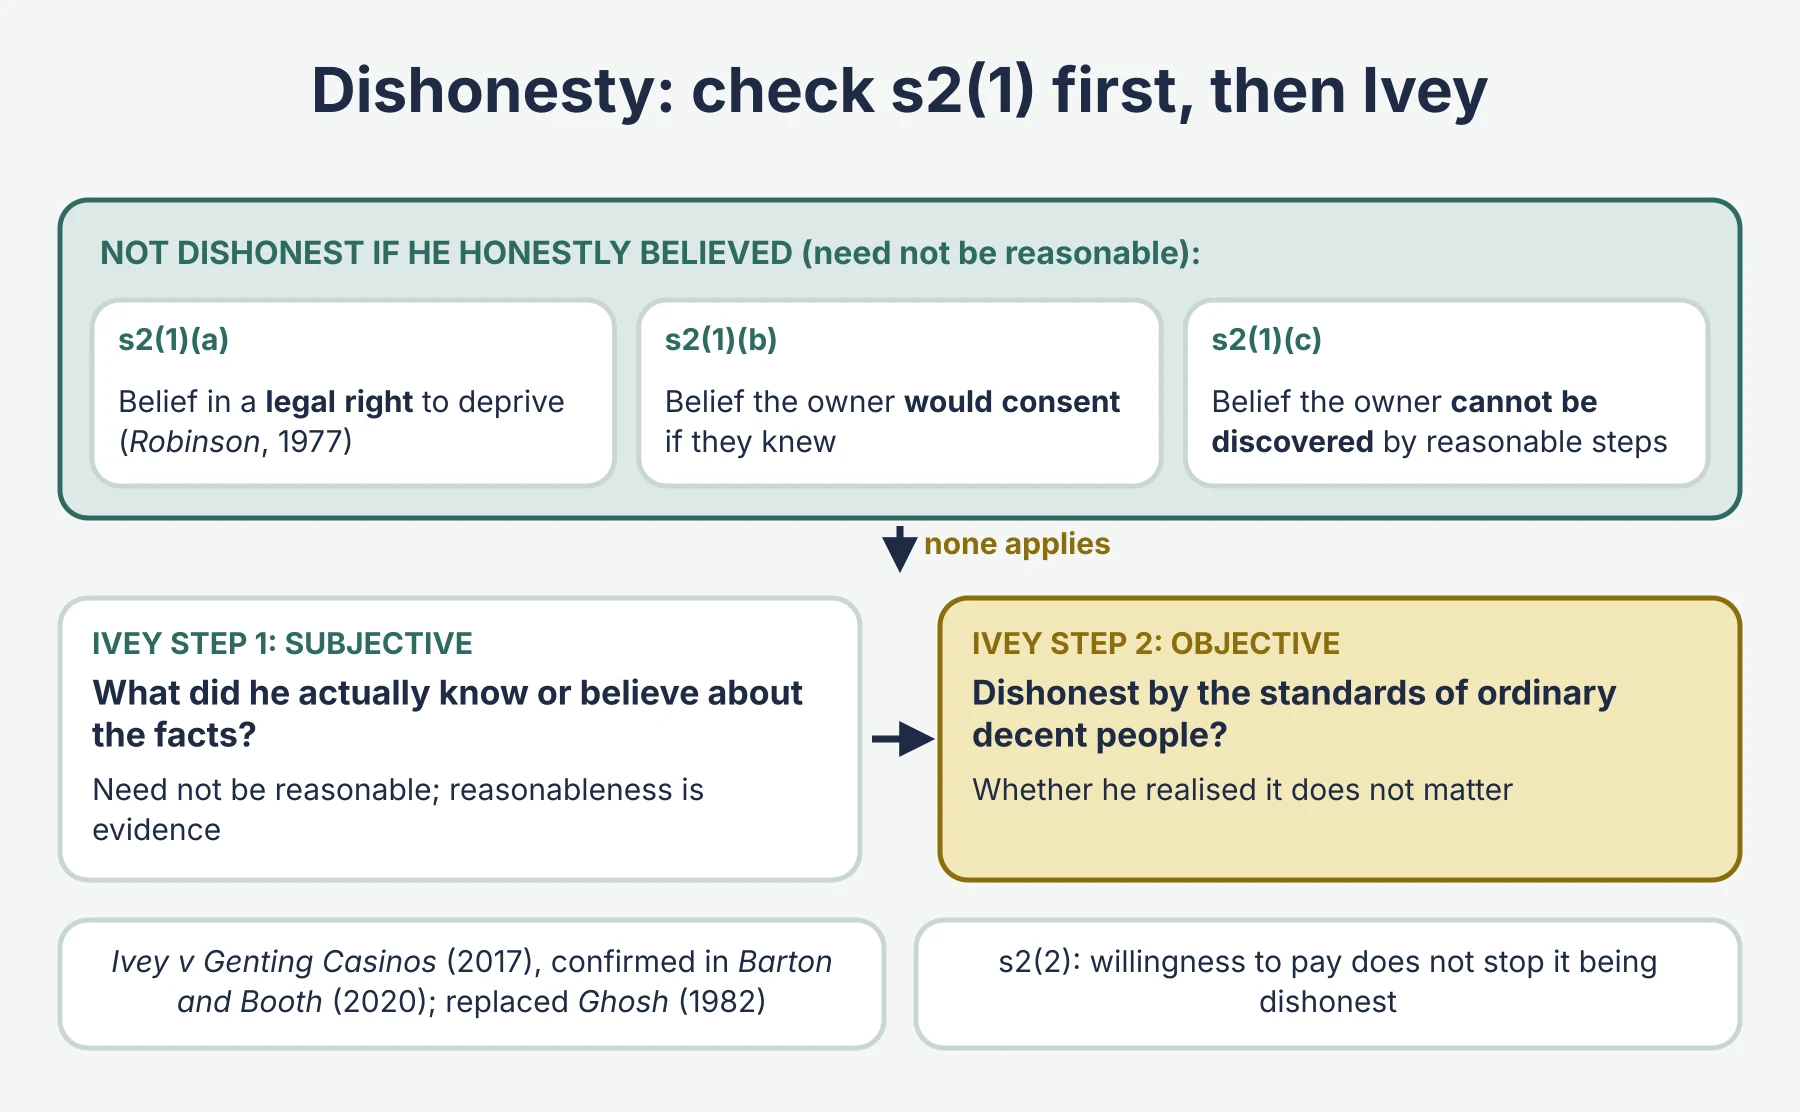 Dishonesty: check s2(1) first, then Ivey
NOT DISHONEST IF HE HONESTLY BELIEVED (need not be reasonable):
s2(1)(a)
Belief in a legal right to deprive
(Robinson, 1977)
s2(1)(b)
Belief the owner would consent
if they knew
s2(1)(c)
Belief the owner cannot be
discovered by reasonable steps
none applies
IVEY STEP 1: SUBJECTIVE
What did he actually know or believe about
the facts?
Need not be reasonable; reasonableness is
evidence
IVEY STEP 2: OBJECTIVE
Dishonest by the standards of ordinary
decent people?
Whether he realised it does not matter
Ivey v Genting Casinos (2017), confirmed in Barton
and Booth (2020); replaced Ghosh (1982)
s2(2): willingness to pay does not stop it being
dishonest